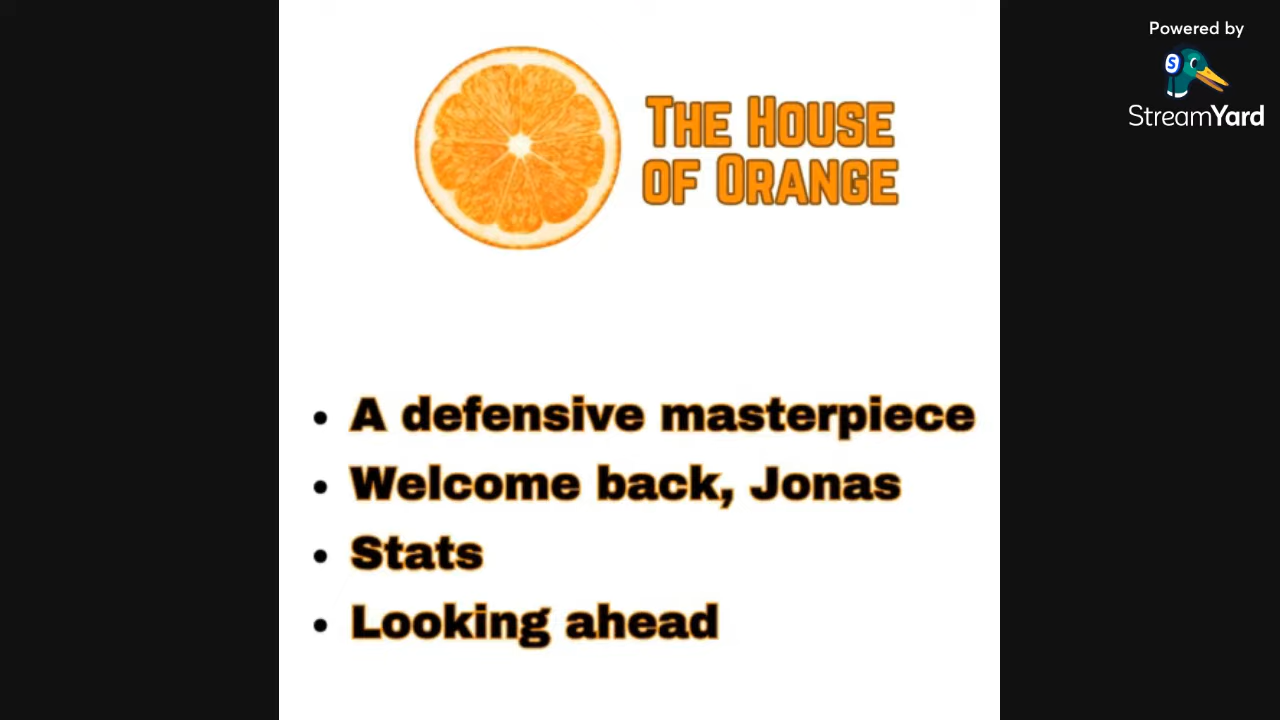 Powered by
StreamYard
THE HOUSE
OF ORANGE
• A defensive masterpiece
• Welcome back, Jonas
• Stats
• Looking ahead